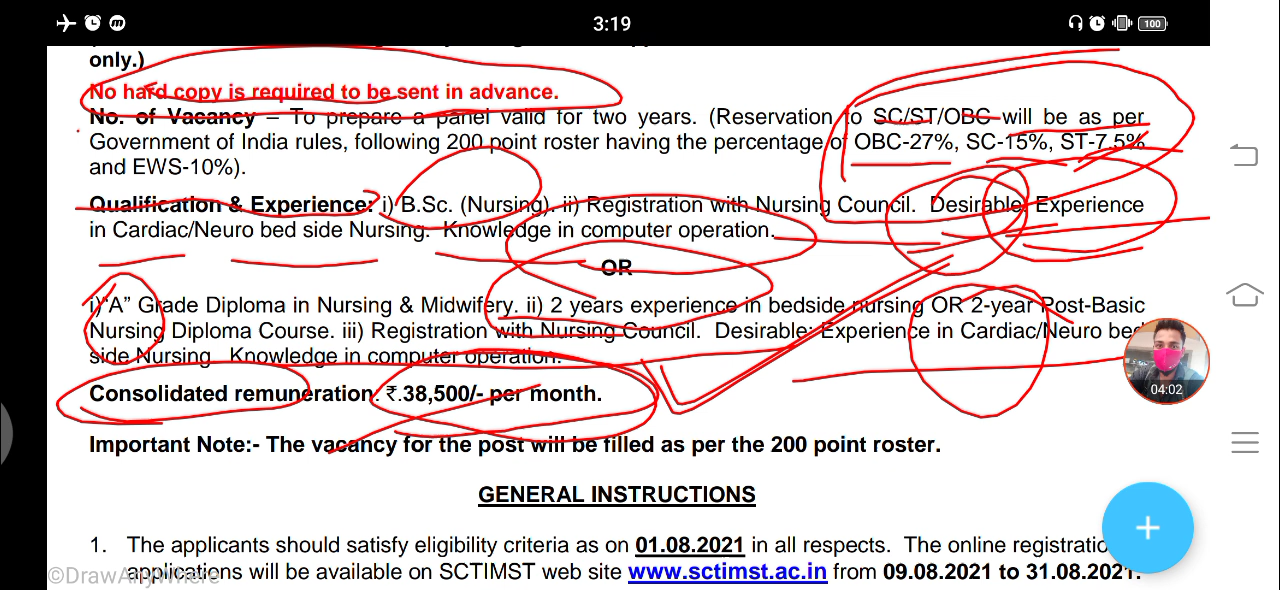 3:19
100
only.)
No hard copy is required to be sent in advance.
No. of Vacancy – To prepare a panel valid for two years. (Reservation to SC/ST/OBC will be as per
Government of India rules, following 200 point roster having the percentage of OBC-27%, SC-15%, ST-7.5%
and EWS-10%).
Qualification & Experience: i) B.Sc. (Nursing). ii) Registration with Nursing Council. Desirable: Experience
in Cardiac/Neuro bed side Nursing. Knowledge in computer operation.
OR
i)“A” Grade Diploma in Nursing & Midwifery. ii) 2 years experience in bedside nursing OR 2-year Post-Basic
Nursing Diploma Course. iii) Registration with Nursing Council. Desirable: Experience in Cardiac/Neuro bed
side Nursing. Knowledge in computer operation.
04:02
Consolidated remuneration: ₹.38,500/- per month.
Important Note:- The vacancy for the post will be filled as per the 200 point roster.
GENERAL INSTRUCTIONS
1. The applicants should satisfy eligibility criteria as on 01.08.2021 in all respects. The online
applications will be available on SCTIMST web site www.sctimst.ac.in from 09.08.2021 to 31.08.2021.
©DrawAnyWhere